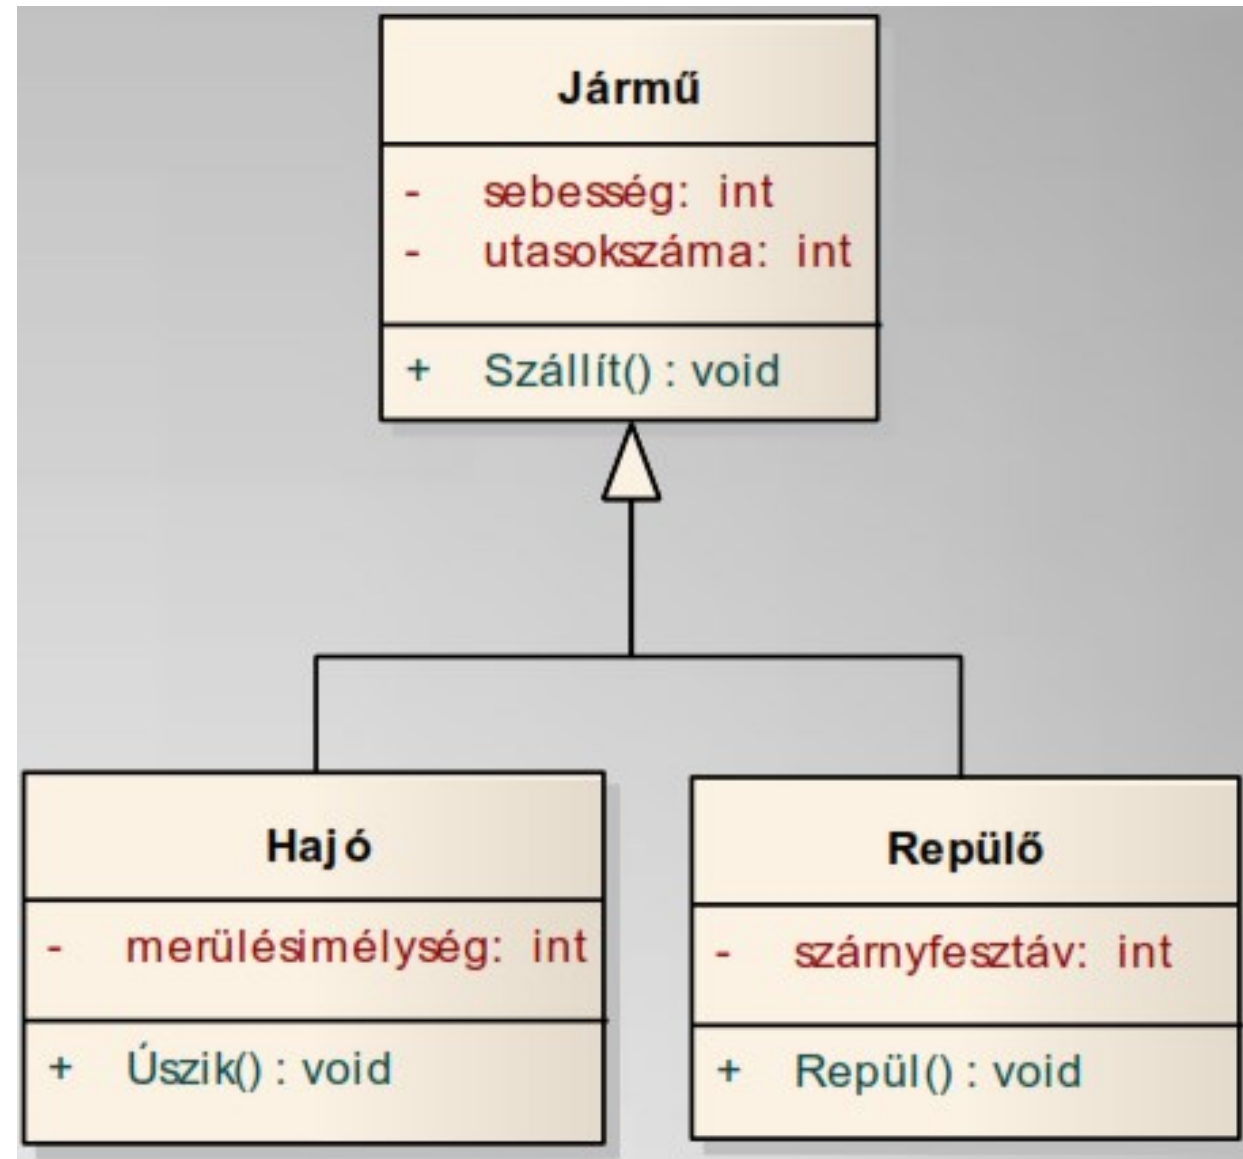 Jármű
- sebesség: int
- utasokszáma: int
+ Szállít() : void
Hajó
- merülésimélység: int
+ Úszik() : void
Repülő
- szárnyfesztáv: int
+ Repül() : void